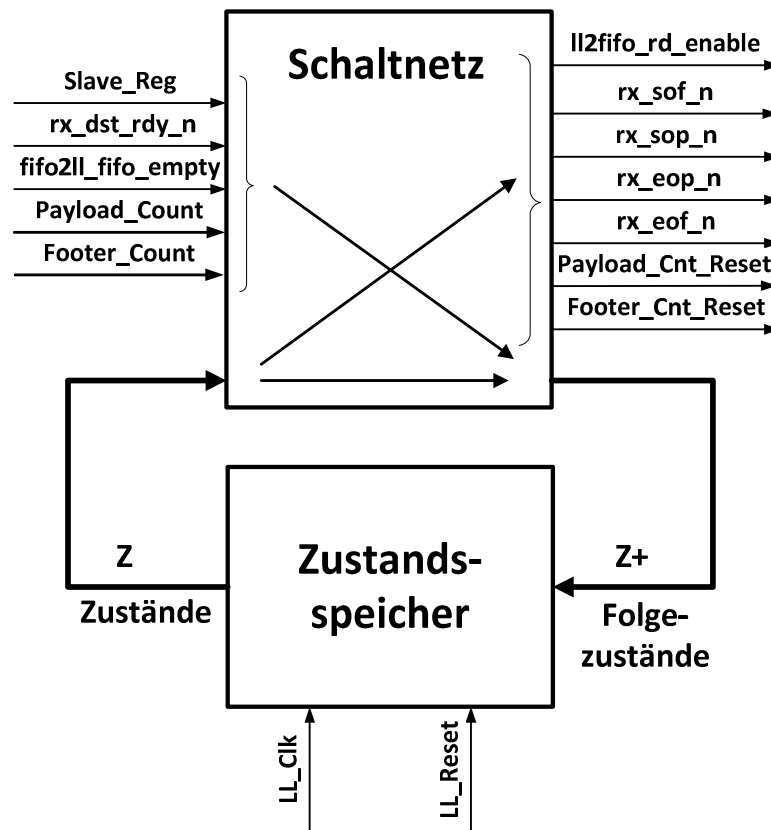 Schaltnetz
Slave_Reg
rx_dst_rdy_n
fifo2ll_fifo_empty
Payload_Count
Footer_Count
ll2fifo_rd_enable
rx_sof_n
rx_sop_n
rx_eop_n
rx_eof_n
Payload_Cnt_Reset
Footer_Cnt_Reset
Z
Zustände
Zustands-
speicher
Z+
Folge-
zustände
LL_Clk
LL_Reset